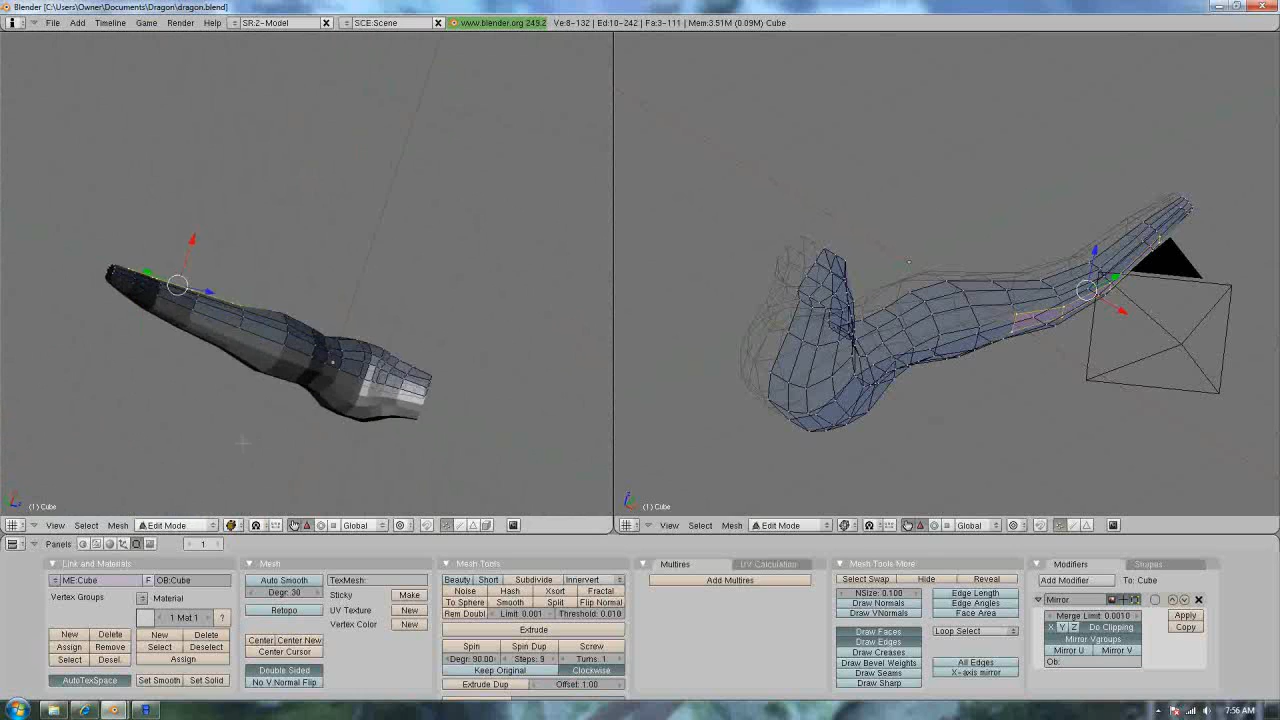 Blender [C:\Users\Owner\Documents\Dragon\dragon.blend]
File Add Timeline Game Render Help SR:2-Model SCE:Scene www.blender.org 249.2 Ve:8-132 | Ed:10-242 | Fa:3-111 | Mem:3.51M (0.09M) Cube
(1) Cube
(1) Cube
View Select Mesh Edit Mode Global
View Select Mesh Edit Mode Global
Panels 1
Link and Materials
ME:Cube F OB:Cube
Vertex Groups Material
1 Mat 1 ?
New Delete New Delete
Assign Remove Select Deselect
Select Desel. Assign
AutoTexSpace Set Smooth Set Solid
Mesh
Auto Smooth TexMesh:
Degr: 30 Sticky Make
Retopo UV Texture New
Vertex Color New
Center Center New
Center Cursor
Double Sided
No V.Normal Flip
Mesh Tools
Beauty Short Subdivide Innervert
Noise Hash Xsort Fractal
To Sphere Smooth Split Flip Normal
Rem Doubl Limit: 0.001 Threshold: 0.010
Extrude
Spin Spin Dup Screw
Degr: 90.00 Steps: 9 Turns: 1
Keep Original Clockwise
Extrude Dup Offset: 1.00
Multires UV Calculation
Add Multires
Mesh Tools More
Select Swap Hide Reveal
NSize: 0.100 Edge Length
Draw Normals Edge Angles
Draw VNormals Face Area
Draw Faces Loop Select
Draw Edges
Draw Creases
Draw Bevel Weights All Edges
Draw Seams X-axis mirror
Draw Sharp
Modifiers Shapes
Add Modifier To: Cube
Mirror
Merge Limit: 0.0010 Apply
X Y Z Do Clipping Copy
Mirror Vgroups
Mirror U Mirror V
Ob:
7:56 AM